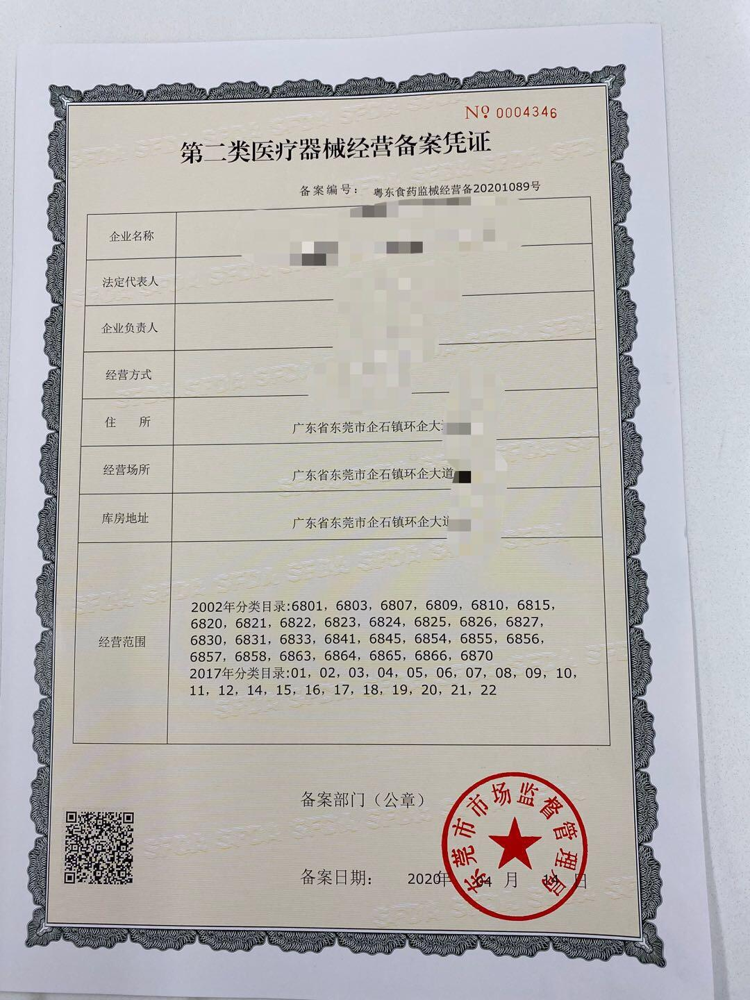 № 0004346
第二类医疗器械经营备案凭证
备案编号： 粤东食药监械经营备20201089号
企业名称
法定代表人
企业负责人
经营方式
住 所 广东省东莞市企石镇环企大道
经营场所 广东省东莞市企石镇环企大道
库房地址 广东省东莞市企石镇环企大道
经营范围
2002年分类目录:6801，6803，6807，6809，6810，6815，
6820，6821，6822，6823，6824，6825，6826，6827，
6830，6831，6833，6841，6845，6854，6855，6856，
6857，6858，6863，6864，6865，6866，6870
2017年分类目录:01，02，03，04，05，06，07，08，09，10，
11，12，14，15，16，17，18，19，20，21，22
备案部门（公章）
东莞市市场监督管理局
备案日期： 2020年 04 月 14 日